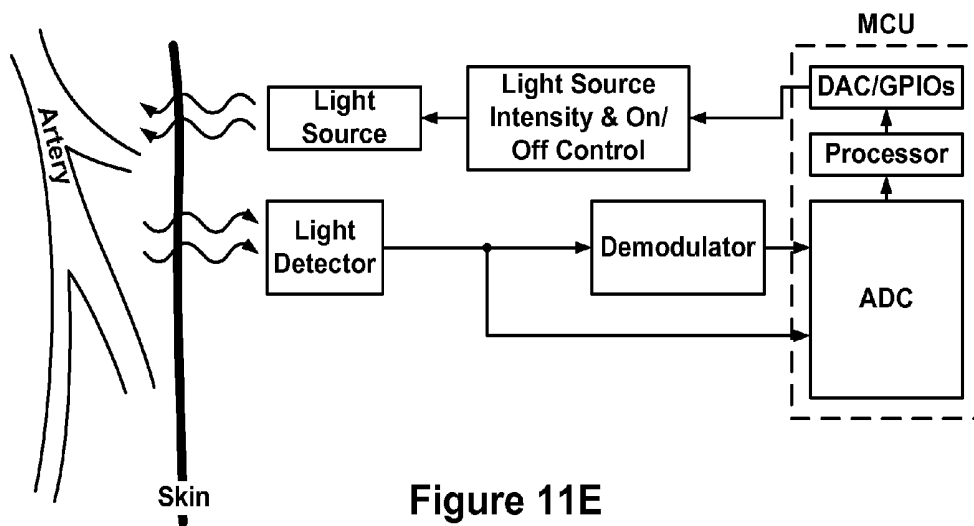 MCU
Artery
Light
Source
Light Source
Intensity & On/
Off Control
DAC/GPIOs
Processor
Light
Detector
Demodulator
ADC
Skin
Figure 11E